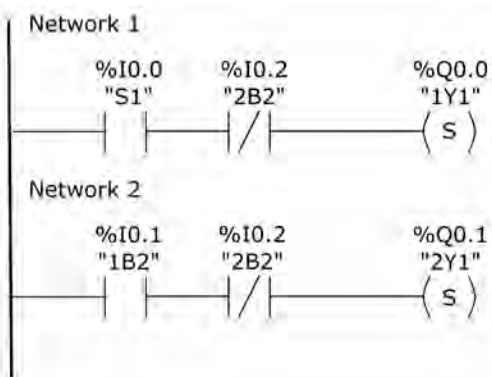 Network 1
%I0.0 %I0.2 %Q0.0
"S1" "2B2" "1Y1"
S
Network 2
%I0.1 %I0.2 %Q0.1
"1B2" "2B2" "2Y1"
S